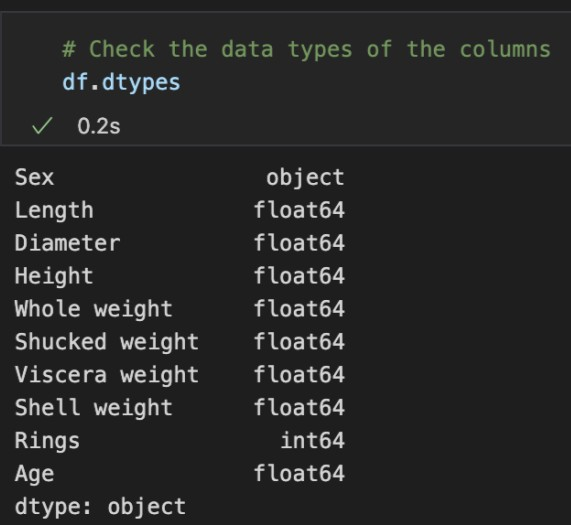 # Check the data types of the columns
df.dtypes
✓ 0.2s
Sex object
Length float64
Diameter float64
Height float64
Whole weight float64
Shucked weight float64
Viscera weight float64
Shell weight float64
Rings int64
Age float64
dtype: object